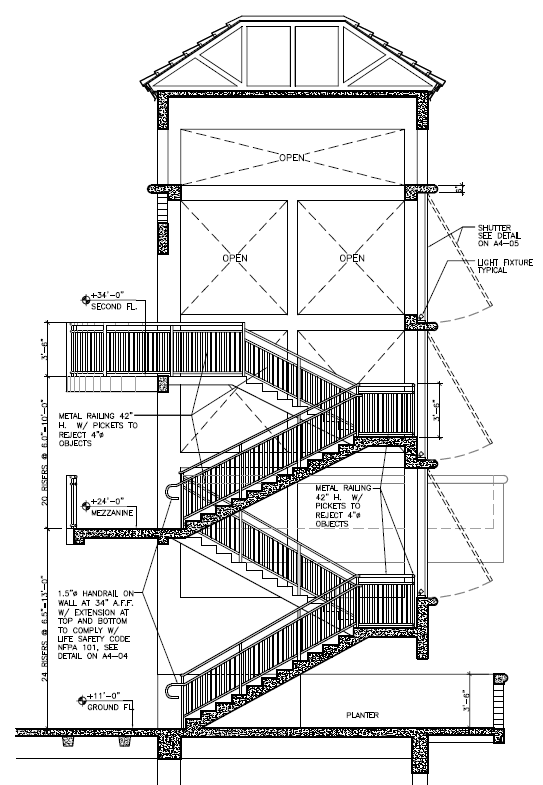 OPEN
6"
SHUTTER
SEE DETAIL
ON A4-05
OPEN
OPEN
LIGHT FIXTURE
TYPICAL
+34'-0"
SECOND FL.
3'-6"
3'-6"
METAL RAILING 42"
H. W/ PICKETS TO
REJECT 4"ø
OBJECTS
20 RISERS @ 6.0"=10'-0"
METAL RAILING
42" H. W/
PICKETS TO
REJECT 4"ø
OBJECTS
+24'-0"
MEZZANINE
1.5"ø HANDRAIL ON
WALL AT 34" A.F.F.
W/ EXTENSION AT
TOP AND BOTTOM
TO COMPLY W/
LIFE SAFETY CODE
NFPA 101. SEE
DETAIL ON A4-04
24 RISERS @ 6.5"=13'-0"
+11'-0"
GROUND FL.
3'-6"
PLANTER